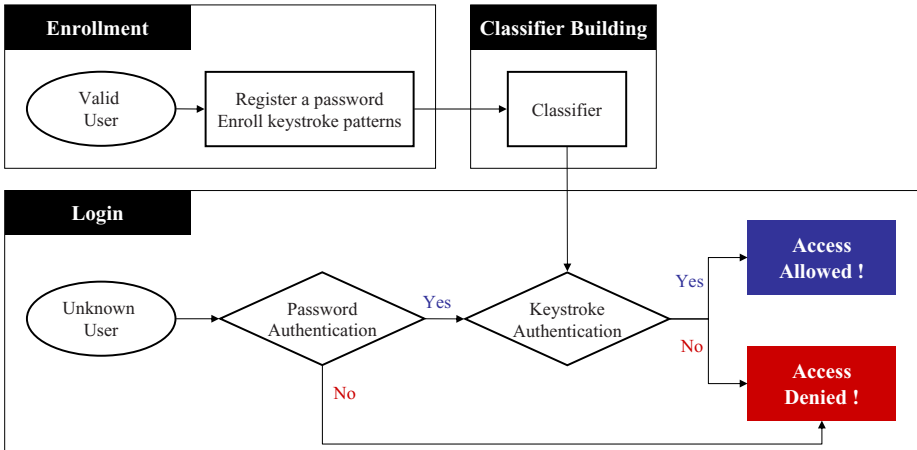 Enrollment
Valid
User
Register a password
Enroll keystroke patterns
Classifier Building
Classifier
Login
Unknown
User
Password
Authentication
Yes
No
Keystroke
Authentication
Yes
No
Access
Allowed !
Access
Denied !